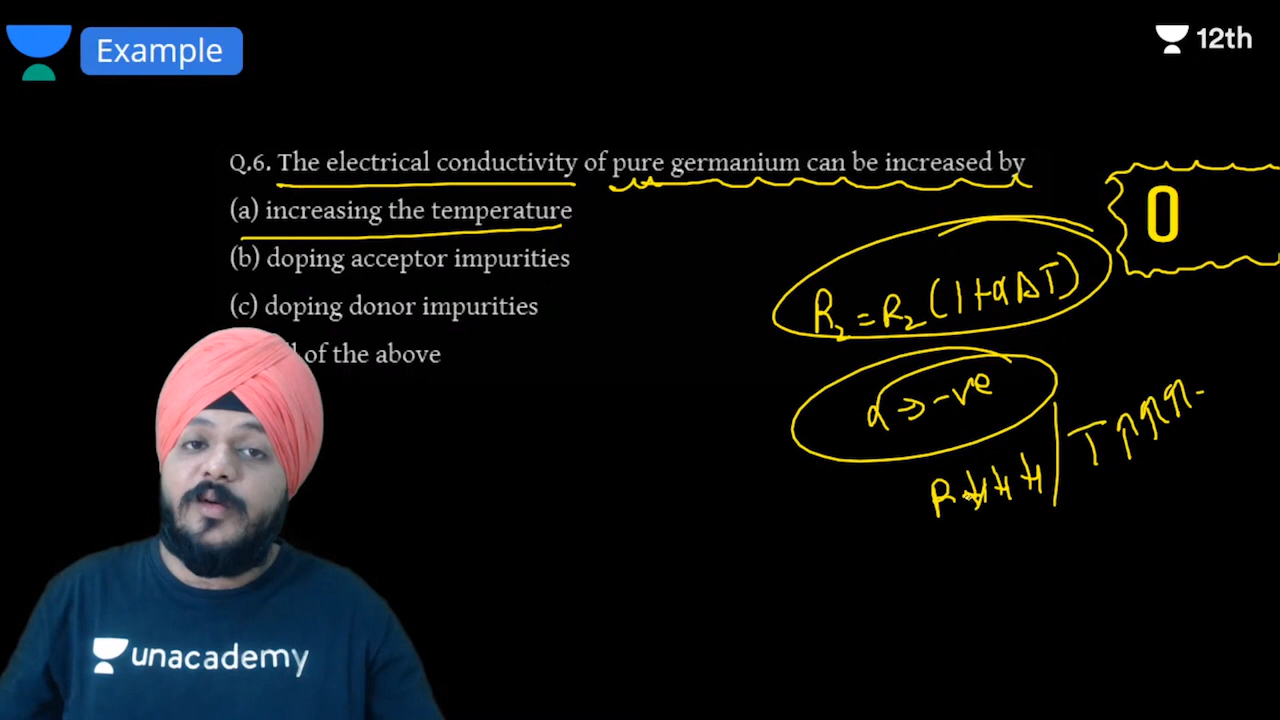 Example
12th
Q.6. The electrical conductivity of pure germanium can be increased by
(a) increasing the temperature
0
(b) doping acceptor impurities
R₂ = R₂ (1+α ΔT)
(c) doping donor impurities
of the above
α → -ve
R ↓↓↓ | T ↑↑↑
unacademy